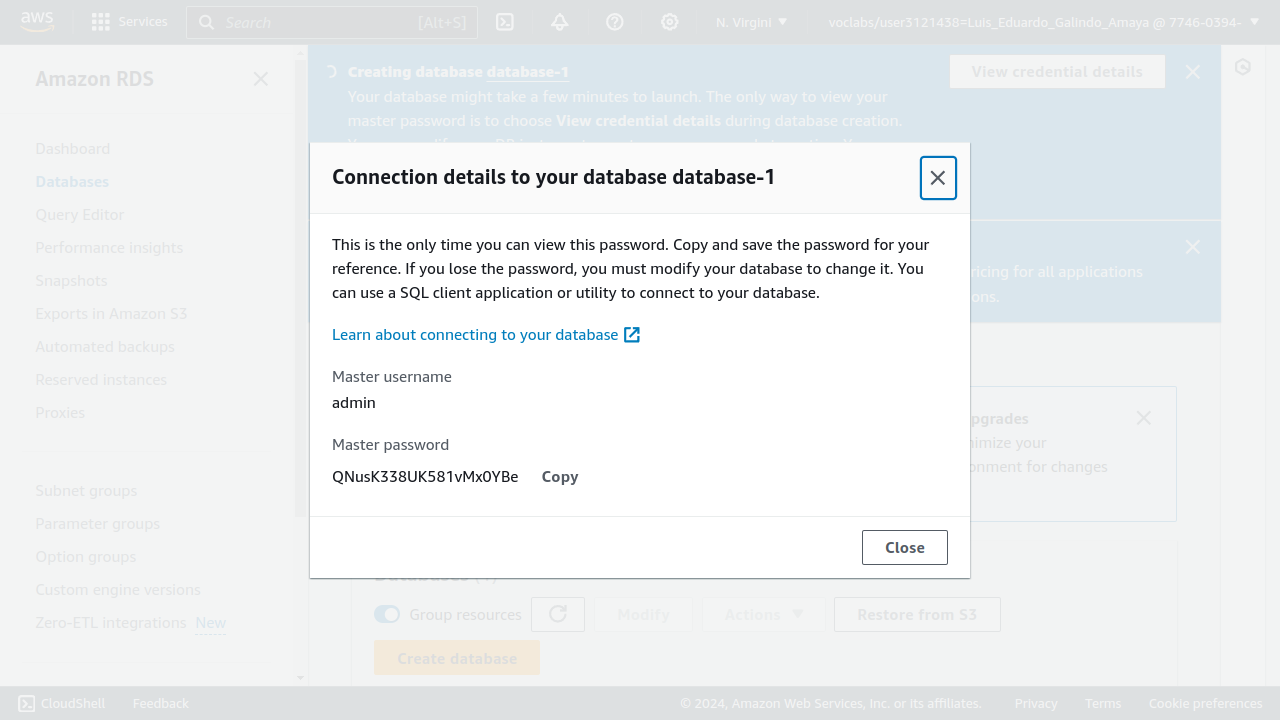 aws
Services
Search
[Alt+S]
N. Virgini
voclabs/user3121438=Luis_Eduardo_Galindo_Amaya @ 7746-0394-
Amazon RDS
Dashboard
Databases
Query Editor
Performance insights
Snapshots
Exports in Amazon S3
Automated backups
Reserved instances
Proxies
Subnet groups
Parameter groups
Option groups
Custom engine versions
Zero-ETL integrations New
Creating database database-1
Your database might take a few minutes to launch. The only way to view your
master password is to choose View credential details during database creation.
View credential details
ricing for all applications
ons.
pgrades
nimize your
onment for changes
Connection details to your database database-1
This is the only time you can view this password. Copy and save the password for your
reference. If you lose the password, you must modify your database to change it. You
can use a SQL client application or utility to connect to your database.
Learn about connecting to your database
Master username
admin
Master password
QNusK338UK581vMx0YBe
Copy
Close
Databases (1)
Group resources
Modify
Actions
Restore from S3
Create database
CloudShell
Feedback
© 2024, Amazon Web Services, Inc. or its affiliates.
Privacy
Terms
Cookie preferences